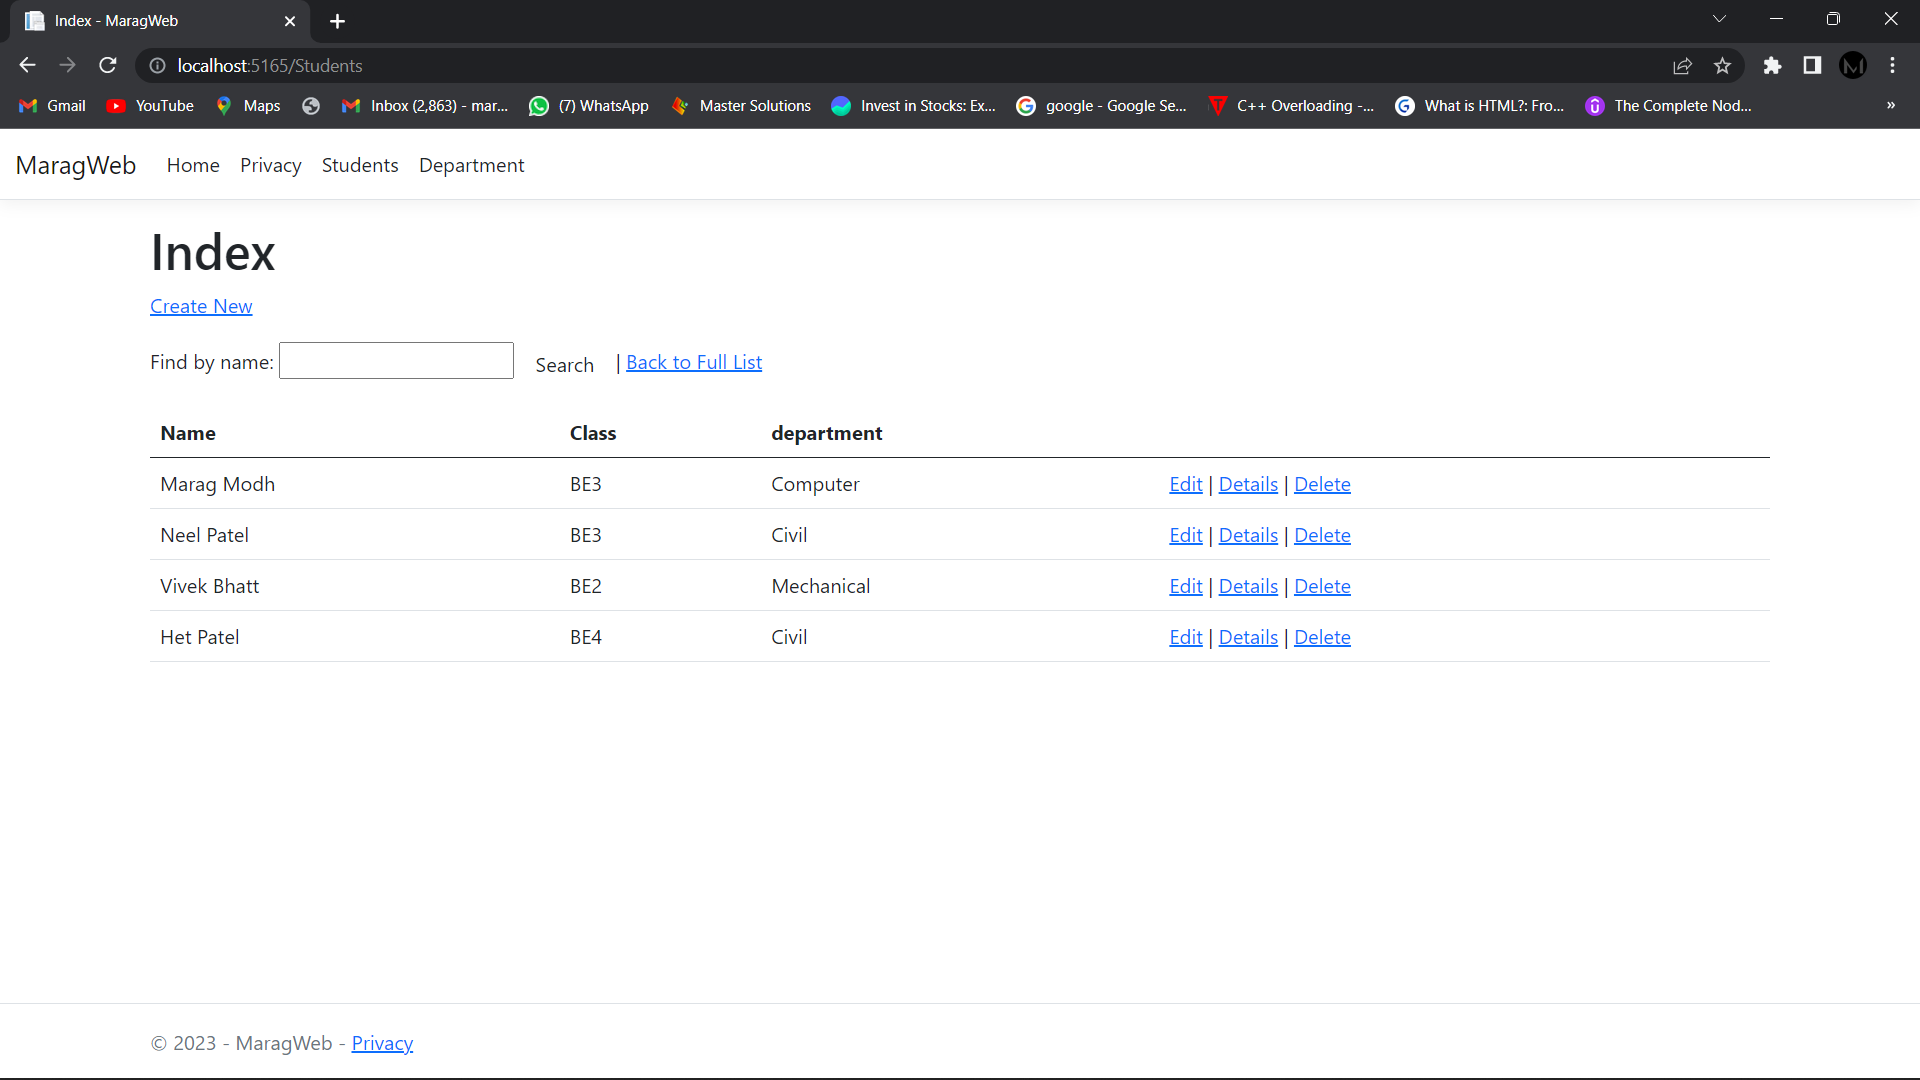 Index - MaragWeb
localhost:5165/Students
Gmail YouTube Maps Inbox (2,863) - mar... (7) WhatsApp Master Solutions Invest in Stocks: Ex... google - Google Se... C++ Overloading -... What is HTML?: Fro... The Complete Nod... »
MaragWeb Home Privacy Students Department
Index
Create New
Find by name: Search | Back to Full List
Name Class department
Marag Modh BE3 Computer Edit | Details | Delete
Neel Patel BE3 Civil Edit | Details | Delete
Vivek Bhatt BE2 Mechanical Edit | Details | Delete
Het Patel BE4 Civil Edit | Details | Delete
© 2023 - MaragWeb - Privacy